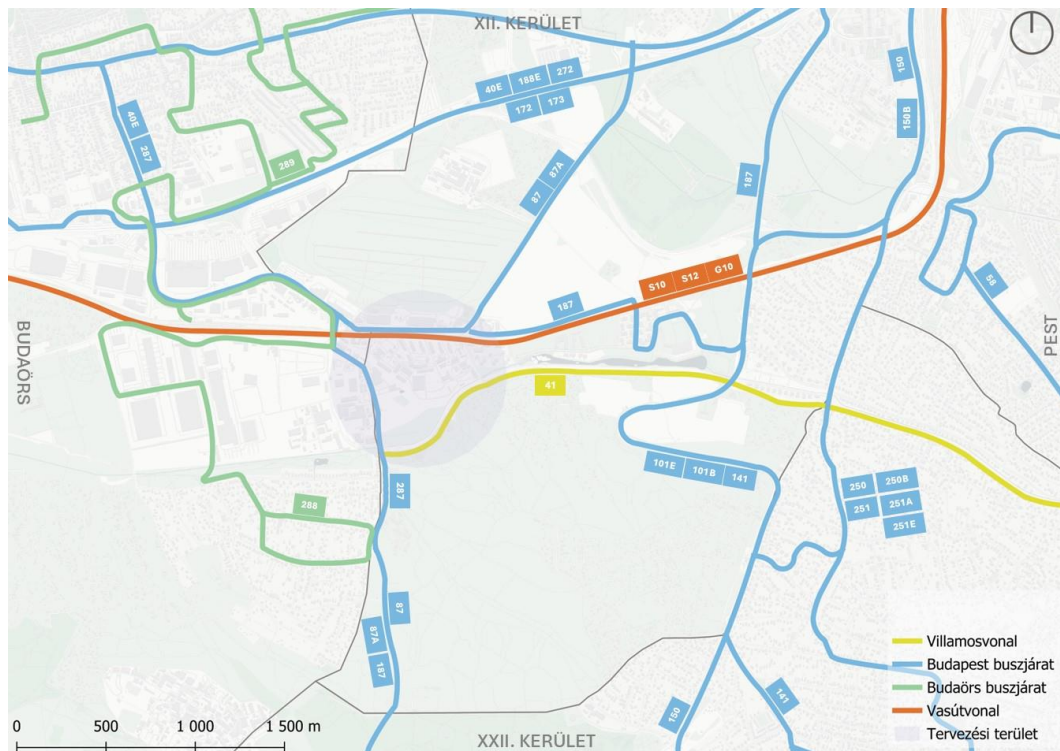 XII. KERÜLET
40E 188E 272
172 173
150
150B
40E
287
289
87 87A
187
S10 S12 G10
187
58
BUDAÖRS
PEST
41
101E 101B 141
287
250 250B
251 251A
251E
288
87
87A
187
150
141
XXII. KERÜLET
Villamosvonal
Budapest buszjárat
Budaörs buszjárat
Vasútvonal
Tervezési terület
0 500 1 000 1 500 m